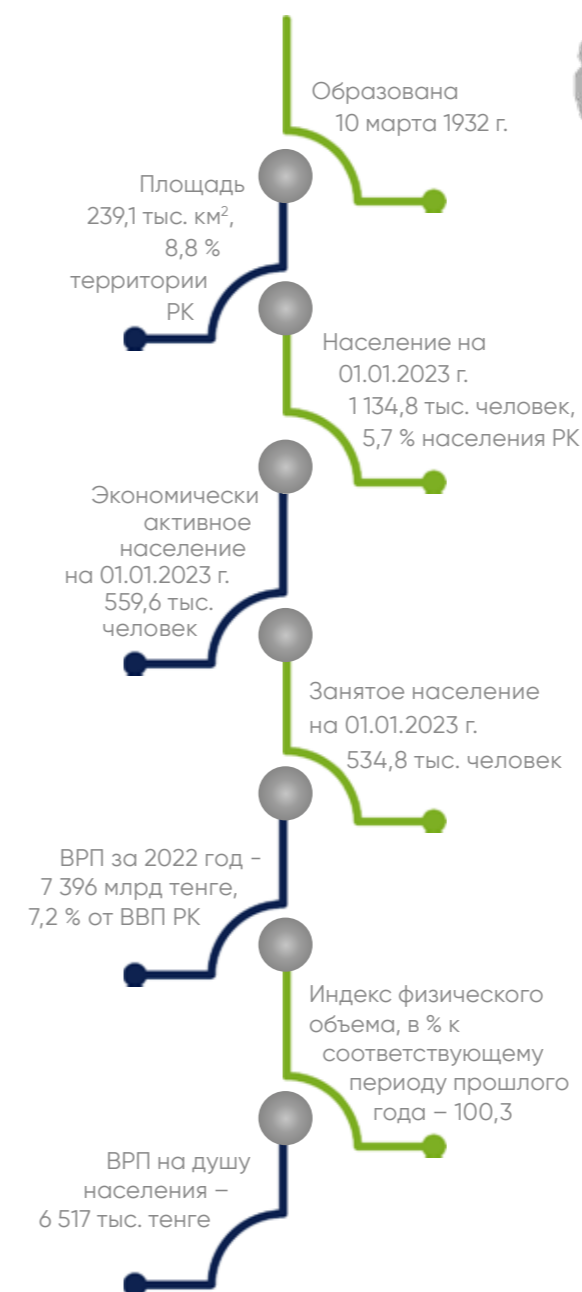 Образована
10 марта 1932 г.
Площадь
239,1 тыс. км²,
8,8 %
территории
РК
Население на
01.01.2023 г.
1 134,8 тыс. человек,
5,7 % населения РК
Экономически
активное
население
на 01.01.2023 г.
559,6 тыс.
человек
Занятое население
на 01.01.2023 г.
534,8 тыс. человек
ВРП за 2022 год -
7 396 млрд тенге,
7,2 % от ВВП РК
Индекс физического
объема, в % к
соответствующему
периоду прошлого
года – 100,3
ВРП на душу
населения –
6 517 тыс. тенге